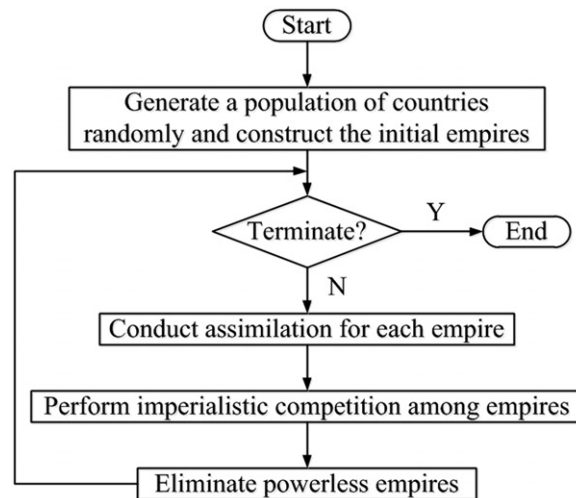 Start
Generate a population of countries
randomly and construct the initial empires
Terminate?
Y
End
N
Conduct assimilation for each empire
Perform imperialistic competition among empires
Eliminate powerless empires